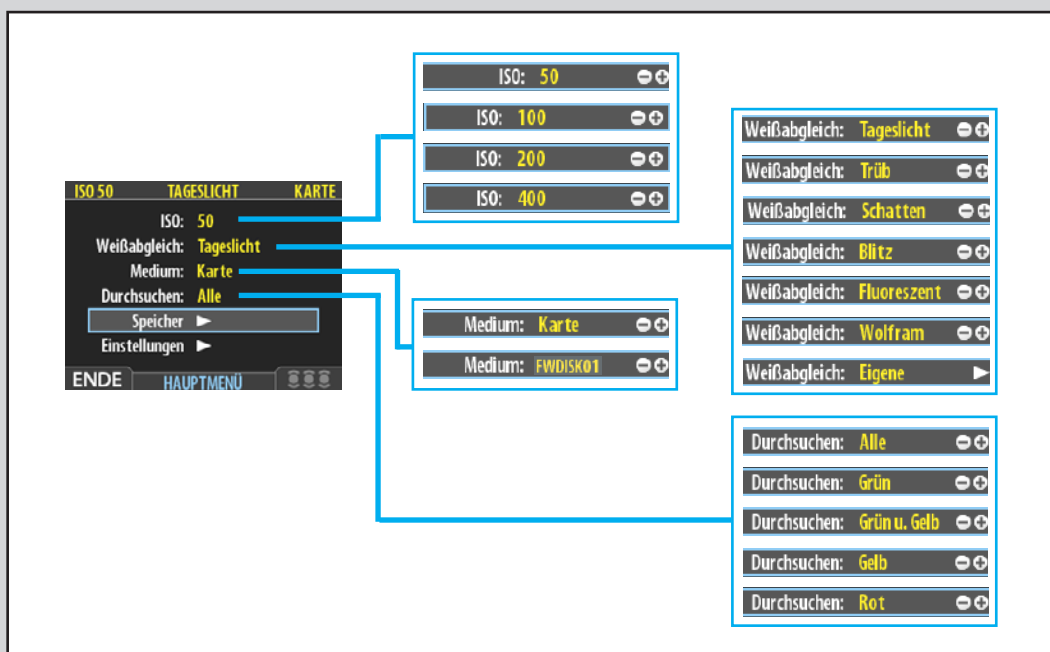 ISO 50 TAGESLICHT KARTE
ISO: 50
Weißabgleich: Tageslicht
Medium: Karte
Durchsuchen: Alle
Speicher
Einstellungen
ENDE HAUPTMENÜ
ISO: 50
ISO: 100
ISO: 200
ISO: 400
Medium: Karte
Medium: FWDISK01
Weißabgleich: Tageslicht
Weißabgleich: Trüb
Weißabgleich: Schatten
Weißabgleich: Blitz
Weißabgleich: Fluoreszent
Weißabgleich: Wolfram
Weißabgleich: Eigene
Durchsuchen: Alle
Durchsuchen: Grün
Durchsuchen: Grün u. Gelb
Durchsuchen: Gelb
Durchsuchen: Rot